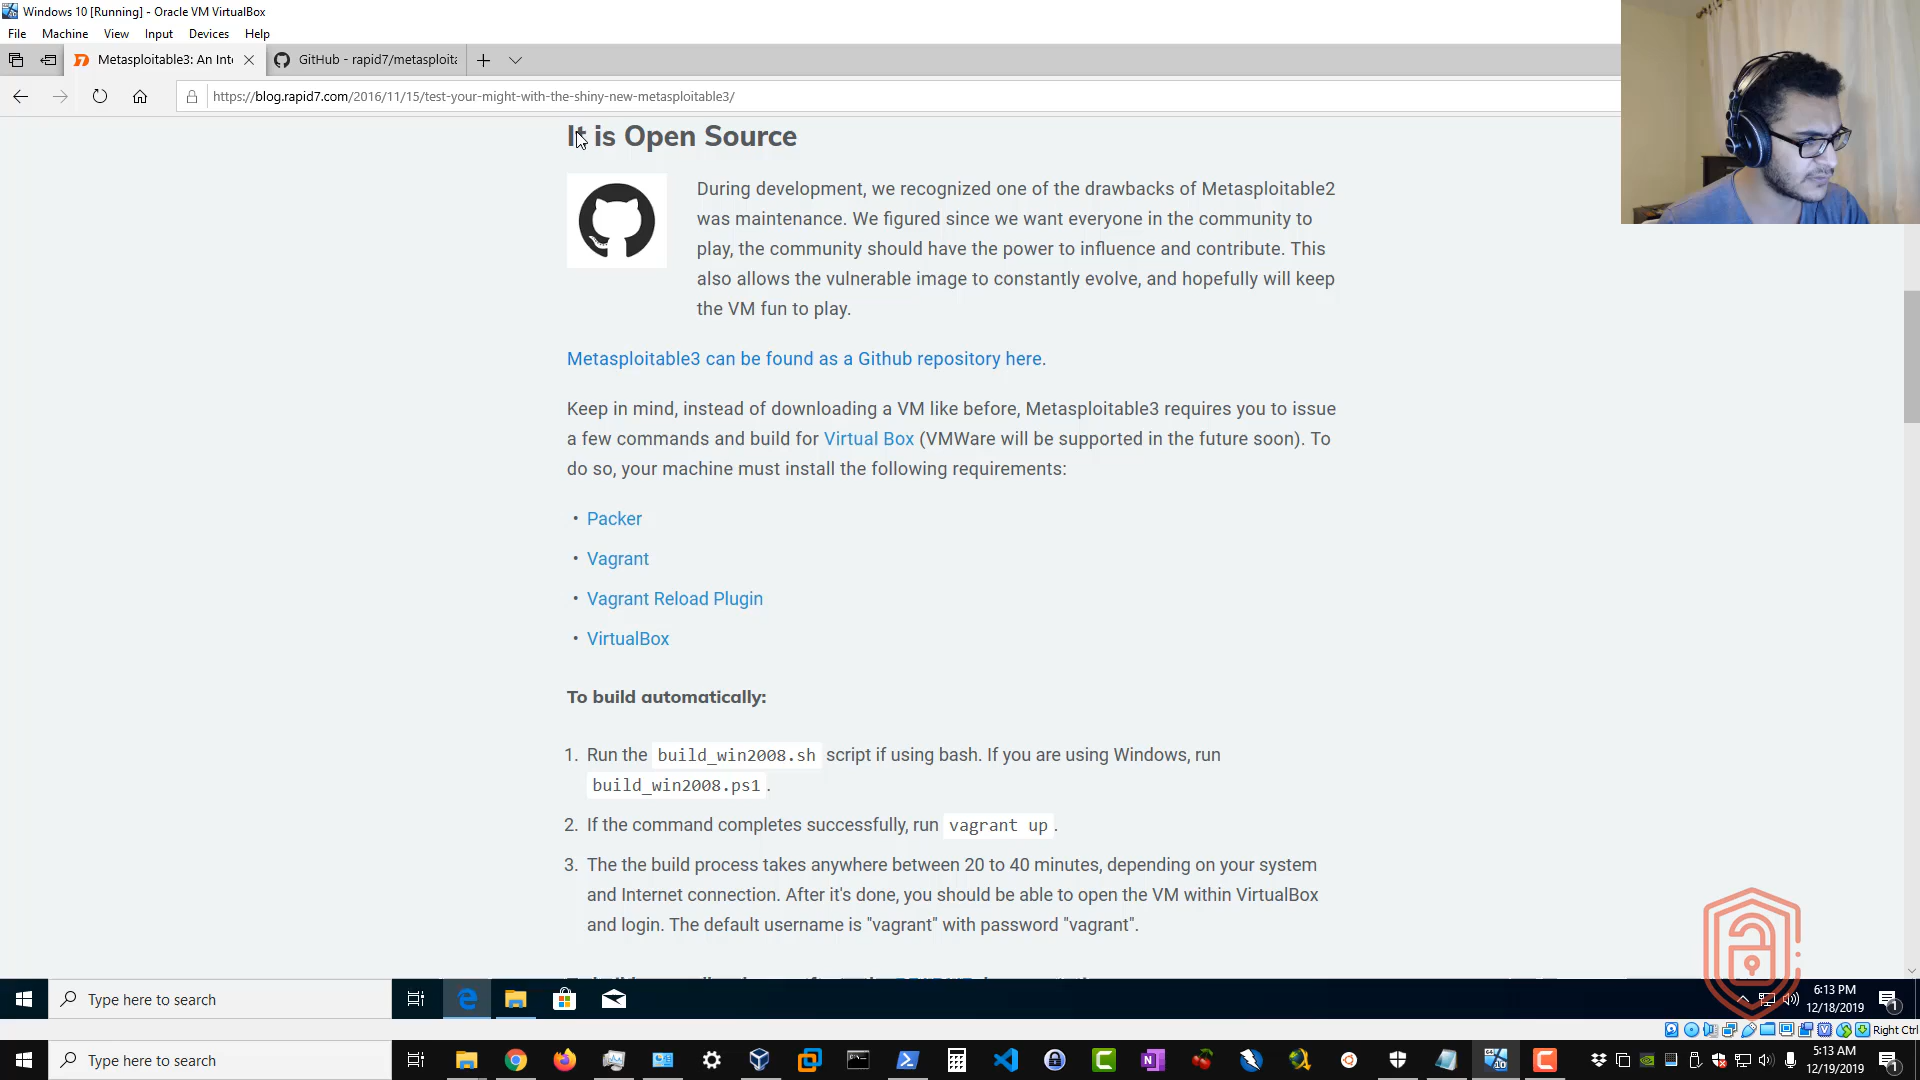 Windows 10 [Running] - Oracle VM VirtualBox
File Machine View Input Devices Help
Metasploitable3: An Inte
GitHub - rapid7/metasploita
https://blog.rapid7.com/2016/11/15/test-your-might-with-the-shiny-new-metasploitable3/
It is Open Source
During development, we recognized one of the drawbacks of Metasploitable2
was maintenance. We figured since we want everyone in the community to
play, the community should have the power to influence and contribute. This
also allows the vulnerable image to constantly evolve, and hopefully will keep
the VM fun to play.
Metasploitable3 can be found as a Github repository here.
Keep in mind, instead of downloading a VM like before, Metasploitable3 requires you to issue
a few commands and build for Virtual Box (VMWare will be supported in the future soon). To
do so, your machine must install the following requirements:
• Packer
• Vagrant
• Vagrant Reload Plugin
• VirtualBox
To build automatically:
1. Run the build_win2008.sh script if using bash. If you are using Windows, run
build_win2008.ps1.
2. If the command completes successfully, run vagrant up.
3. The the build process takes anywhere between 20 to 40 minutes, depending on your system
and Internet connection. After it's done, you should be able to open the VM within VirtualBox
and login. The default username is "vagrant" with password "vagrant".
Type here to search
6:13 PM
12/18/2019
Right Ctrl
Type here to search
5:13 AM
12/19/2019